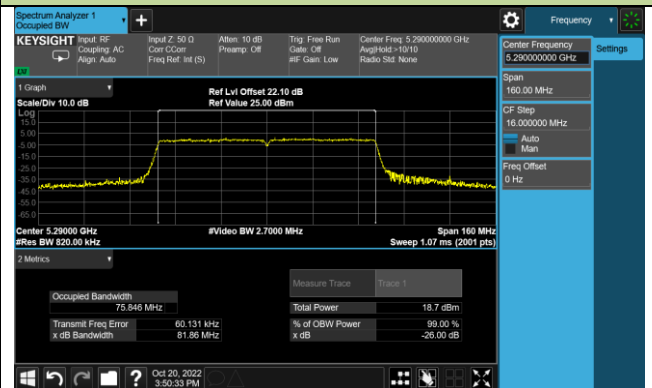 Spectrum Analyzer 1
Occupied BW
+
Frequency
KEYSIGHT
Input: RF
Coupling: AC
Align: Auto
Input Z: 50 Ω
Corr CCorr
Freq Ref: Int (S)
Atten: 10 dB
Preamp: Off
Trig: Free Run
Gate: Off
#IF Gain: Low
Center Freq: 5.290000000 GHz
Avg|Hold:>10/10
Radio Std: None
Center Frequency
5.290000000 GHz
Settings
Span
160.00 MHz
CF Step
16.000000 MHz
Auto
Man
Freq Offset
0 Hz
1 Graph
Scale/Div 10.0 dB
Ref Lvl Offset 22.10 dB
Ref Value 25.00 dBm
Log
15.0
5.00
-5.00
-15.0
-25.0
-35.0
-45.0
-55.0
-65.0
Center 5.29000 GHz
#Res BW 820.00 kHz
#Video BW 2.7000 MHz
Span 160 MHz
Sweep 1.07 ms (2001 pts)
2 Metrics
Measure Trace
Trace 1
Occupied Bandwidth
75.846 MHz
Total Power
18.7 dBm
Transmit Freq Error
60.131 kHz
% of OBW Power
99.00 %
x dB Bandwidth
81.86 MHz
x dB
-26.00 dB
?
Oct 20, 2022
3:50:33 PM